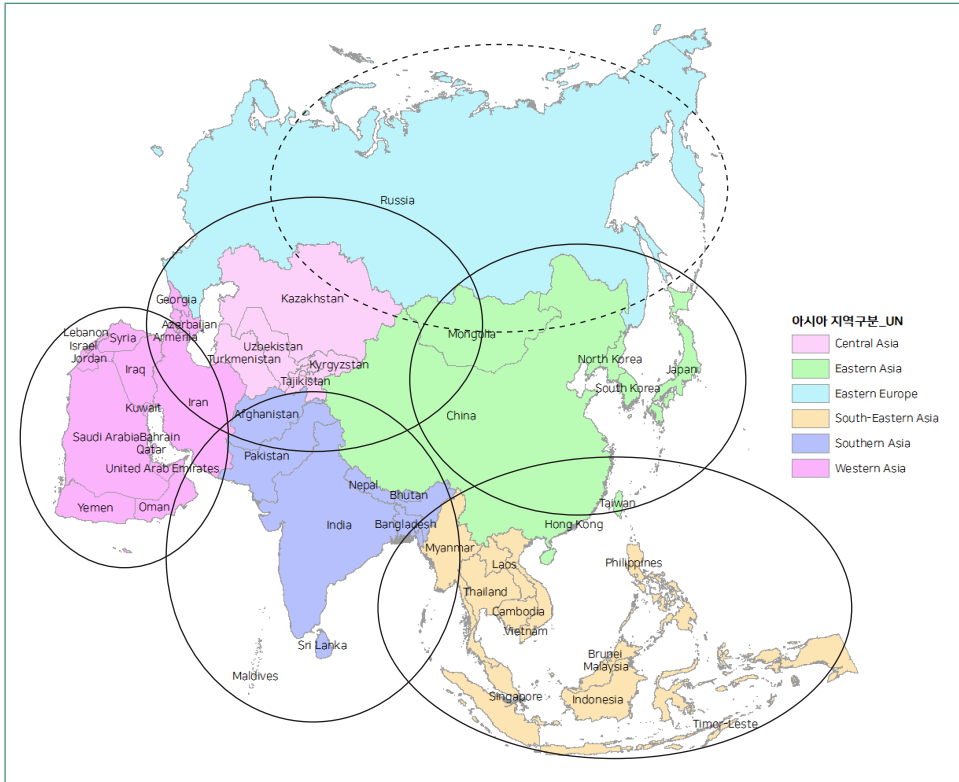 Russia
Georgia
Kazakhstan
Azerbaijan
Armenia
Lebanon
Syria
Israel
Jordan
Iraq
Uzbekistan
Turkmenistan
Kyrgyzstan
Tajikistan
Mongolia
North Korea
South Korea
Japan
Iran
Kuwait
Afghanistan
China
Saudi Arabia
Bahrain
Qatar
Pakistan
United Arab Emirates
Nepal
Bhutan
Yemen
Oman
India
Bangladesh
Taiwan
Hong Kong
Myanmar
Laos
Philippines
Thailand
Cambodia
Vietnam
Sri Lanka
Maldives
Brunei
Malaysia
Singapore
Indonesia
Timor-Leste
아시아 지역구분_UN
Central Asia
Eastern Asia
Eastern Europe
South-Eastern Asia
Southern Asia
Western Asia